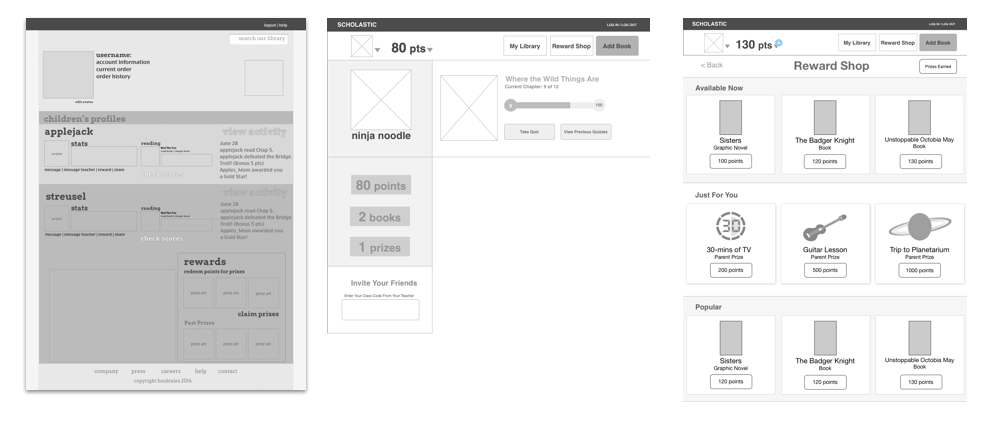 logout | help
search our library
username:
account information
current order
order history
edit avatar
children's profiles
applejack
view activity
stats
reading
June 28
applejack read Chap 5.
applejack defeated the Bridge
Troll! (Bonus 5 pts)
Apples_Mom awarded you
a Gold Star!
message | message teacher | reward | share
check scores
streusel
view activity
stats
reading
June 28
applejack read Chap 5.
applejack defeated the Bridge
Troll! (Bonus 5 pts)
Apples_Mom awarded you
a Gold Star!
message | message teacher | reward | share
check scores
rewards
redeem points for prizes
prize art
prize art
prize art
claim prizes
Past Prizes
prize art
prize art
prize art
company press careers help contact
copyright booktales 2014
SCHOLASTIC
LOG IN / LOG OUT
80 pts
My Library
Reward Shop
Add Book
ninja noodle
Where the Wild Things Are
Current Chapter: 9 of 12
0
100
Take Quiz
View Previous Quizzes
80 points
2 books
1 prizes
Invite Your Friends
Enter Your Class Code From Your Teacher
SCHOLASTIC
LOG IN / LOG OUT
130 pts
My Library
Reward Shop
Add Book
< Back
Reward Shop
Prizes Earned
Available Now
Sisters
Graphic Novel
100 points
The Badger Knight
Book
120 points
Unstoppable Octobia May
Book
130 points
Just For You
30
30-mins of TV
Parent Prize
200 points
Guitar Lesson
Parent Prize
500 points
Trip to Planetarium
Parent Prize
1000 points
Popular
Sisters
Graphic Novel
120 points
The Badger Knight
Book
120 points
Unstoppable Octobia May
Book
130 points